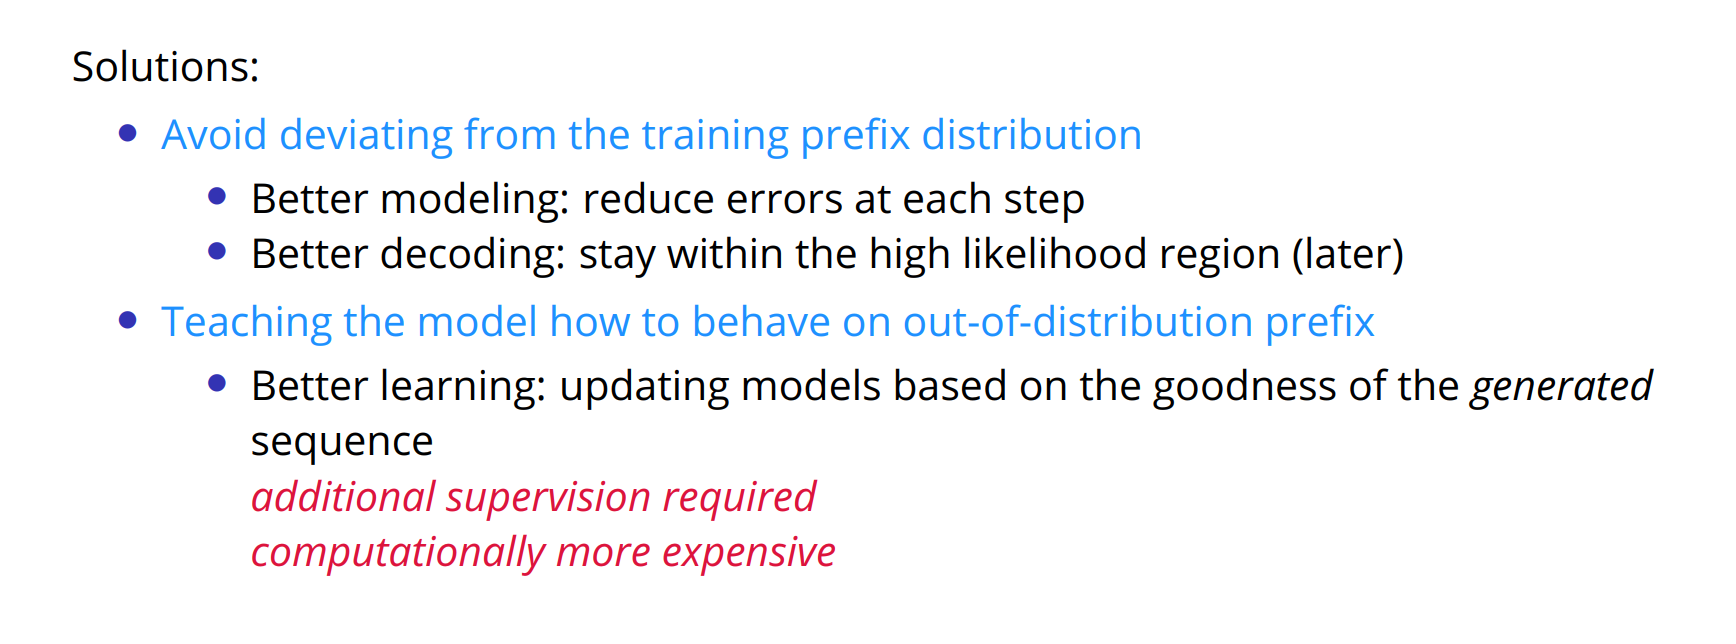 Solutions:
Avoid deviating from the training prefix distribution
Better modeling: reduce errors at each step
Better decoding: stay within the high likelihood region (later)
Teaching the model how to behave on out-of-distribution prefix
Better learning: updating models based on the goodness of the generated
sequence
additional supervision required
computationally more expensive